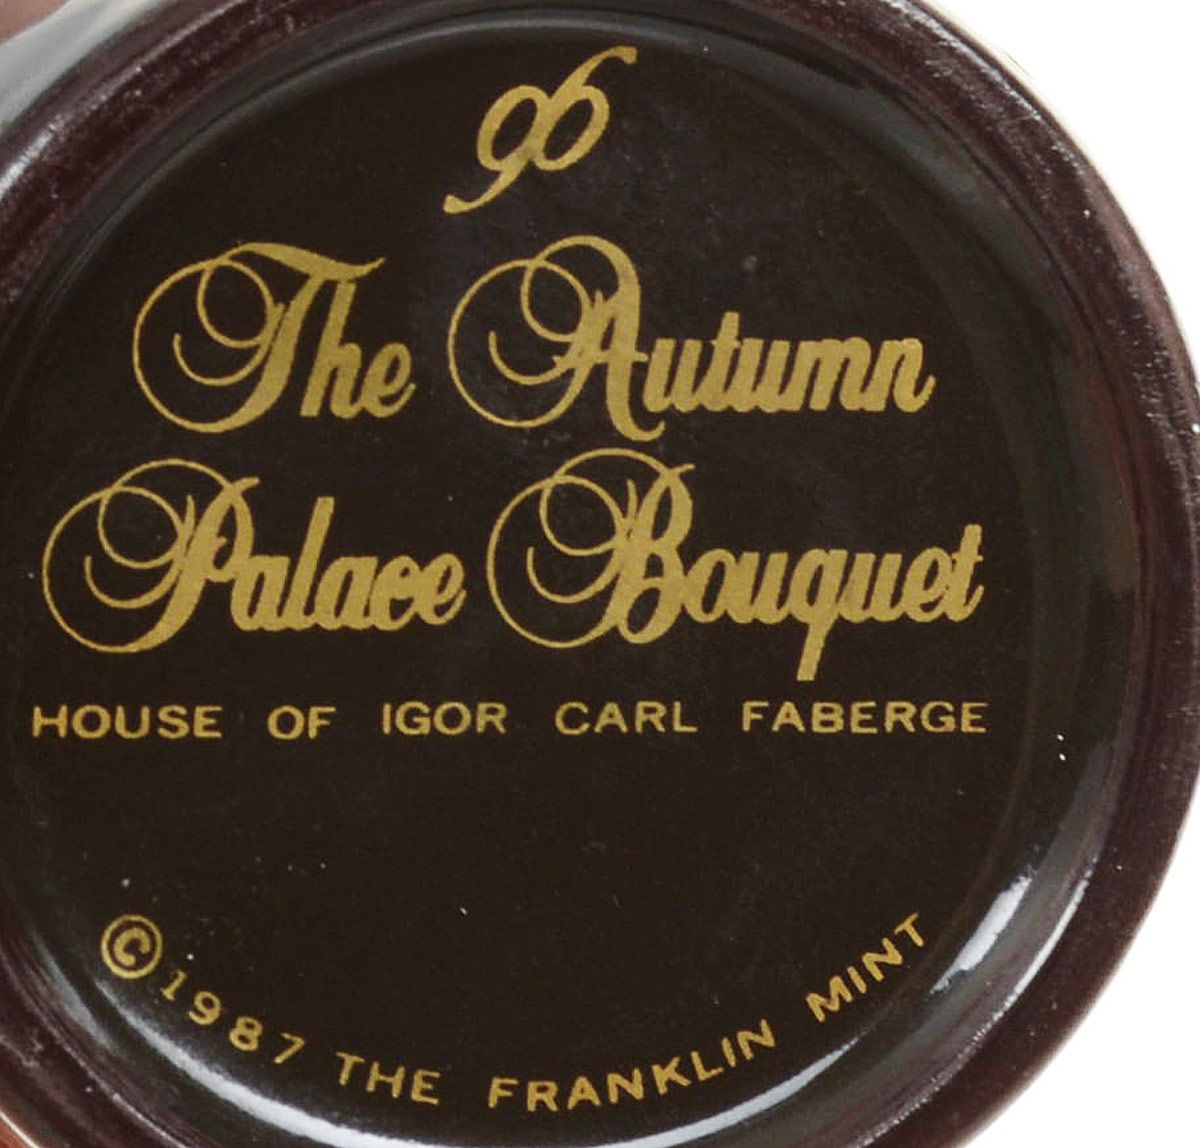 96
The Autumn
Palace Bouquet
HOUSE OF IGOR CARL FABERGE
©1987 THE FRANKLIN MINT